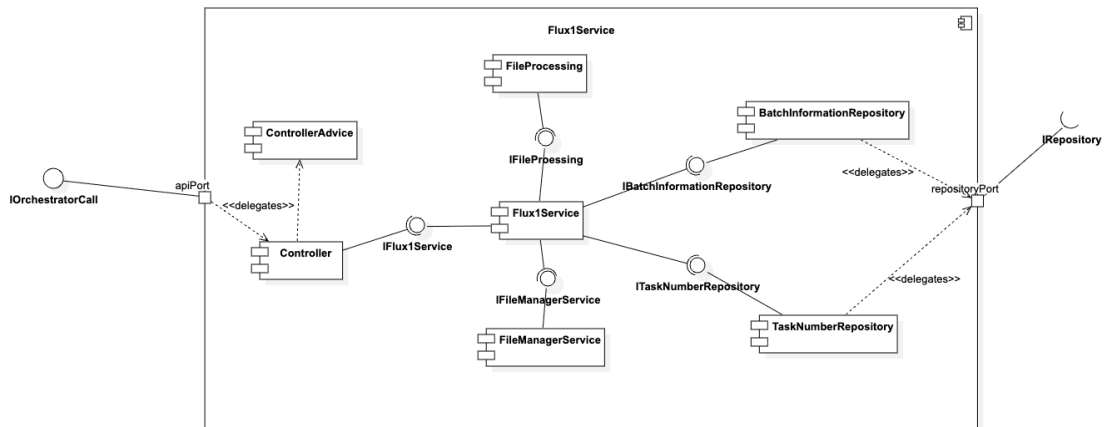 Flux1Service
FileProcessing
BatchInformationRepository
ControllerAdvice
IRepository
IFileProessing
<<delegates>>
apiPort
IBatchInformationRepository
repositoryPort
IOrchestratorCall
<<delegates>>
Flux1Service
Controller
IFlux1Service
<<delegates>>
ITaskNumberRepository
IFileManagerService
TaskNumberRepository
FileManagerService